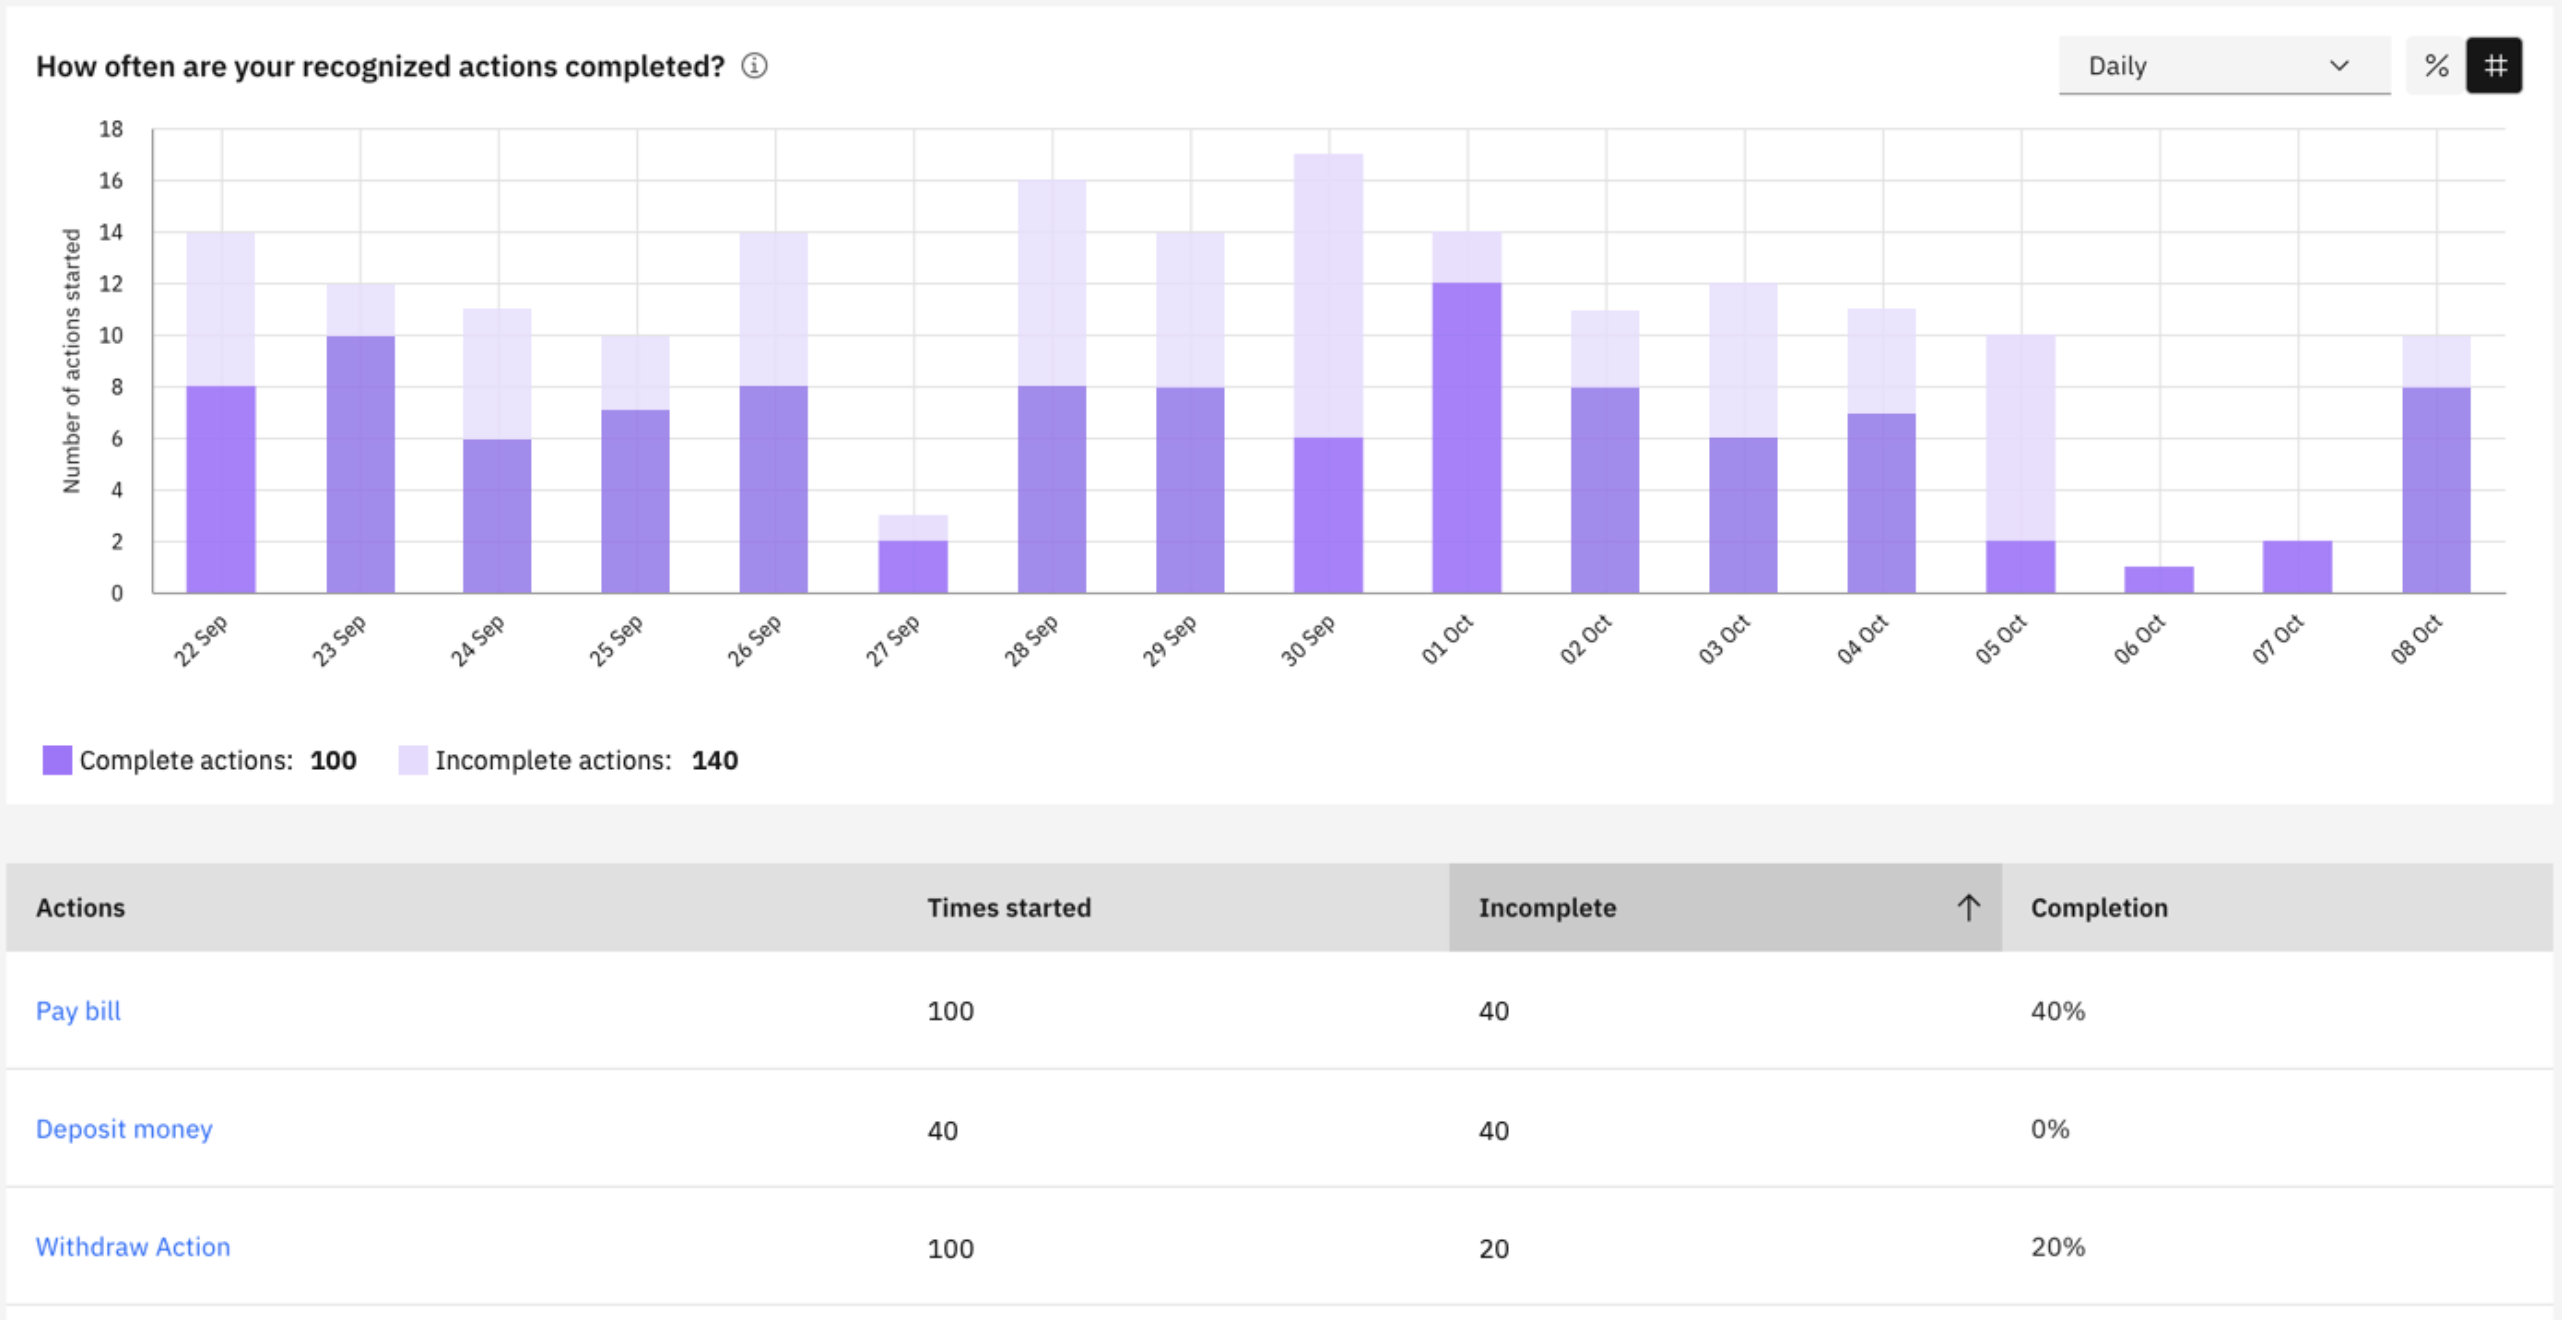 How often are your recognized actions completed?
Daily
%
#
Number of actions started
18
16
14
12
10
8
6
4
2
0
22 Sep
23 Sep
24 Sep
25 Sep
26 Sep
27 Sep
28 Sep
29 Sep
30 Sep
01 Oct
02 Oct
03 Oct
04 Oct
05 Oct
06 Oct
07 Oct
08 Oct
Complete actions: 100 Incomplete actions: 140
Actions Times started Incomplete Completion
Pay bill 100 40 40%
Deposit money 40 40 0%
Withdraw Action 100 20 20%